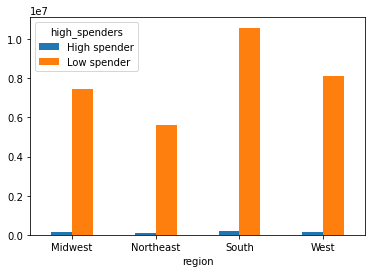 1e7
high_spenders
High spender
Low spender
1.0
0.8
0.6
0.4
0.2
0.0
Midwest Northeast South West
region